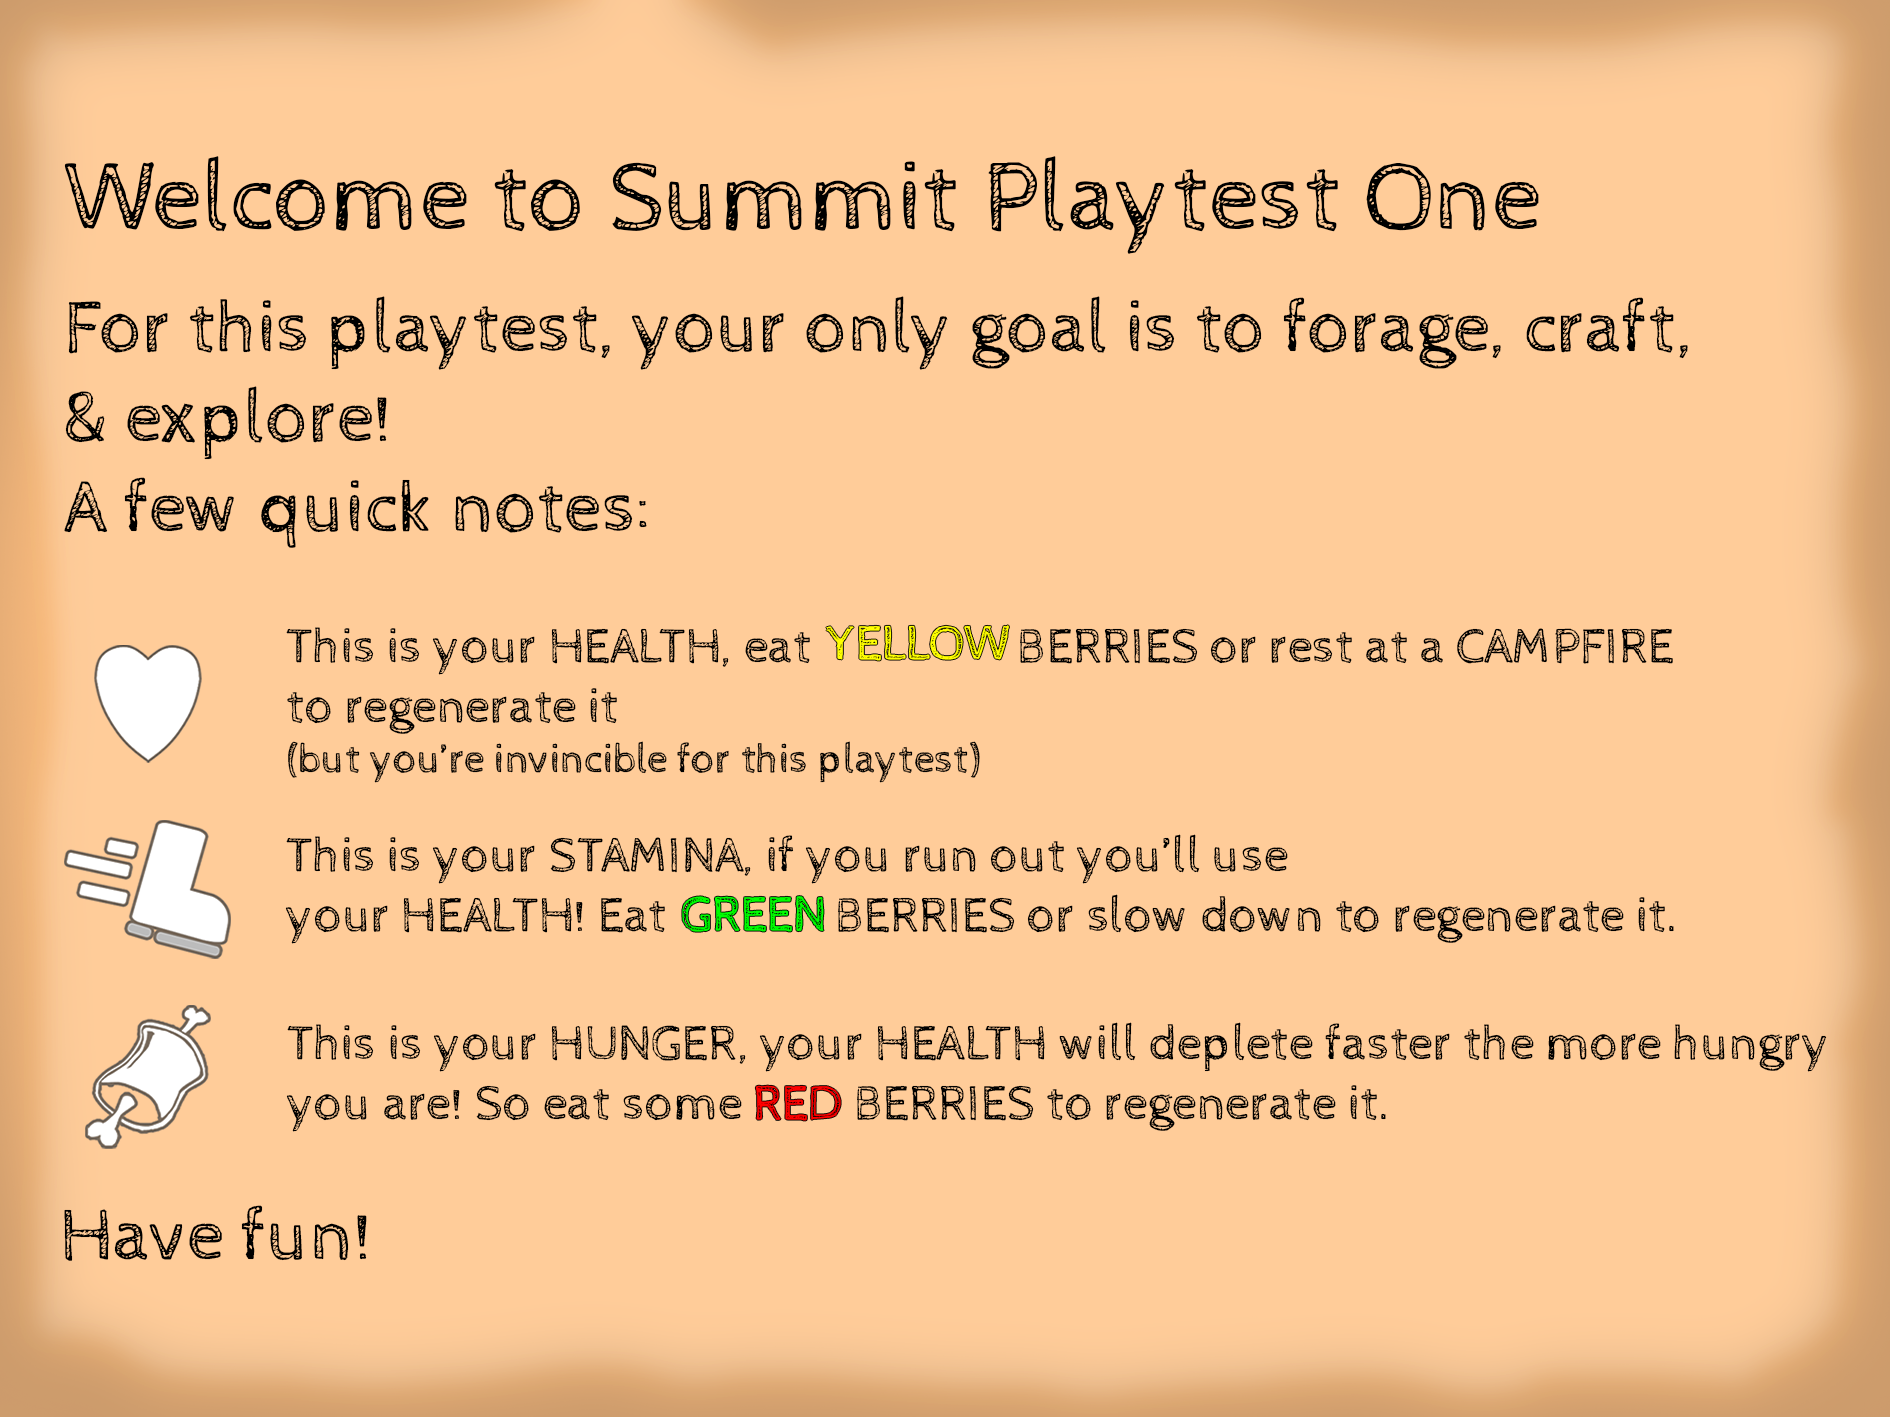 Welcome to Summit Playtest One
For this playtest, your only goal is to forage, craft,
& explore!
A few quick notes:
This is your HEALTH, eat YELLOW BERRIES or rest at a CAMPFIRE
to regenerate it
(but you're invincible for this playtest)
This is your STAMINA, if you run out you'll use
your HEALTH! Eat GREEN BERRIES or slow down to regenerate it.
This is your HUNGER, your HEALTH will deplete faster the more hungry
you are! So eat some RED BERRIES to regenerate it.
Have fun!